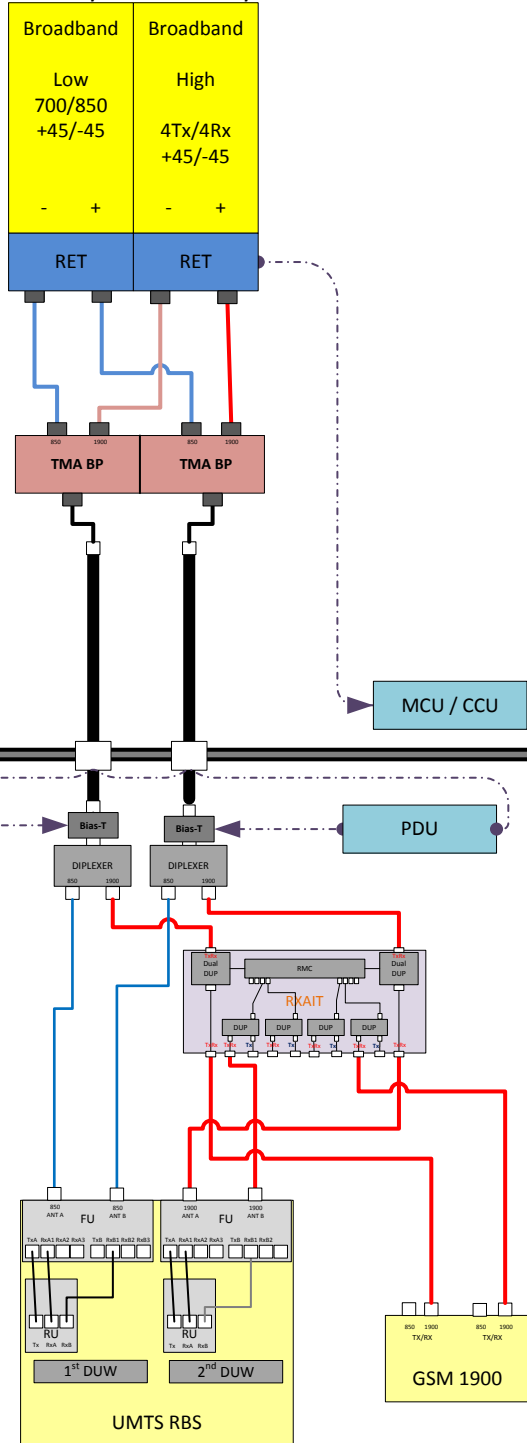 Broadband Broadband
Low High
700/850
+45/-45 4Tx/4Rx
+45/-45
- + - +
RET RET
850 1900 850 1900
TMA BP TMA BP
MCU / CCU
Bias-T Bias-T PDU
DIPLEXER DIPLEXER
850 1900 850 1900
TxRx TxRx
Dual DUP RMC Dual DUP
RXAIT
DUP DUP DUP DUP
TxRx TxRx Tx TxRx Tx TxRx Tx TxRx Tx TxRx
850 850 1900 1900
ANT A ANT B ANT A ANT B
FU FU
TxA RxA1 RxA2 RxA3 TxB RxB1 RxB2 RxB3 TxA RxA1 RxA2 RxA3 TxB RxB1 RxB2
RU RU
Tx RxA RxB Tx RxA RxB
850 1900 850 1900
TX/RX TX/RX
1st DUW 2nd DUW
GSM 1900
UMTS RBS